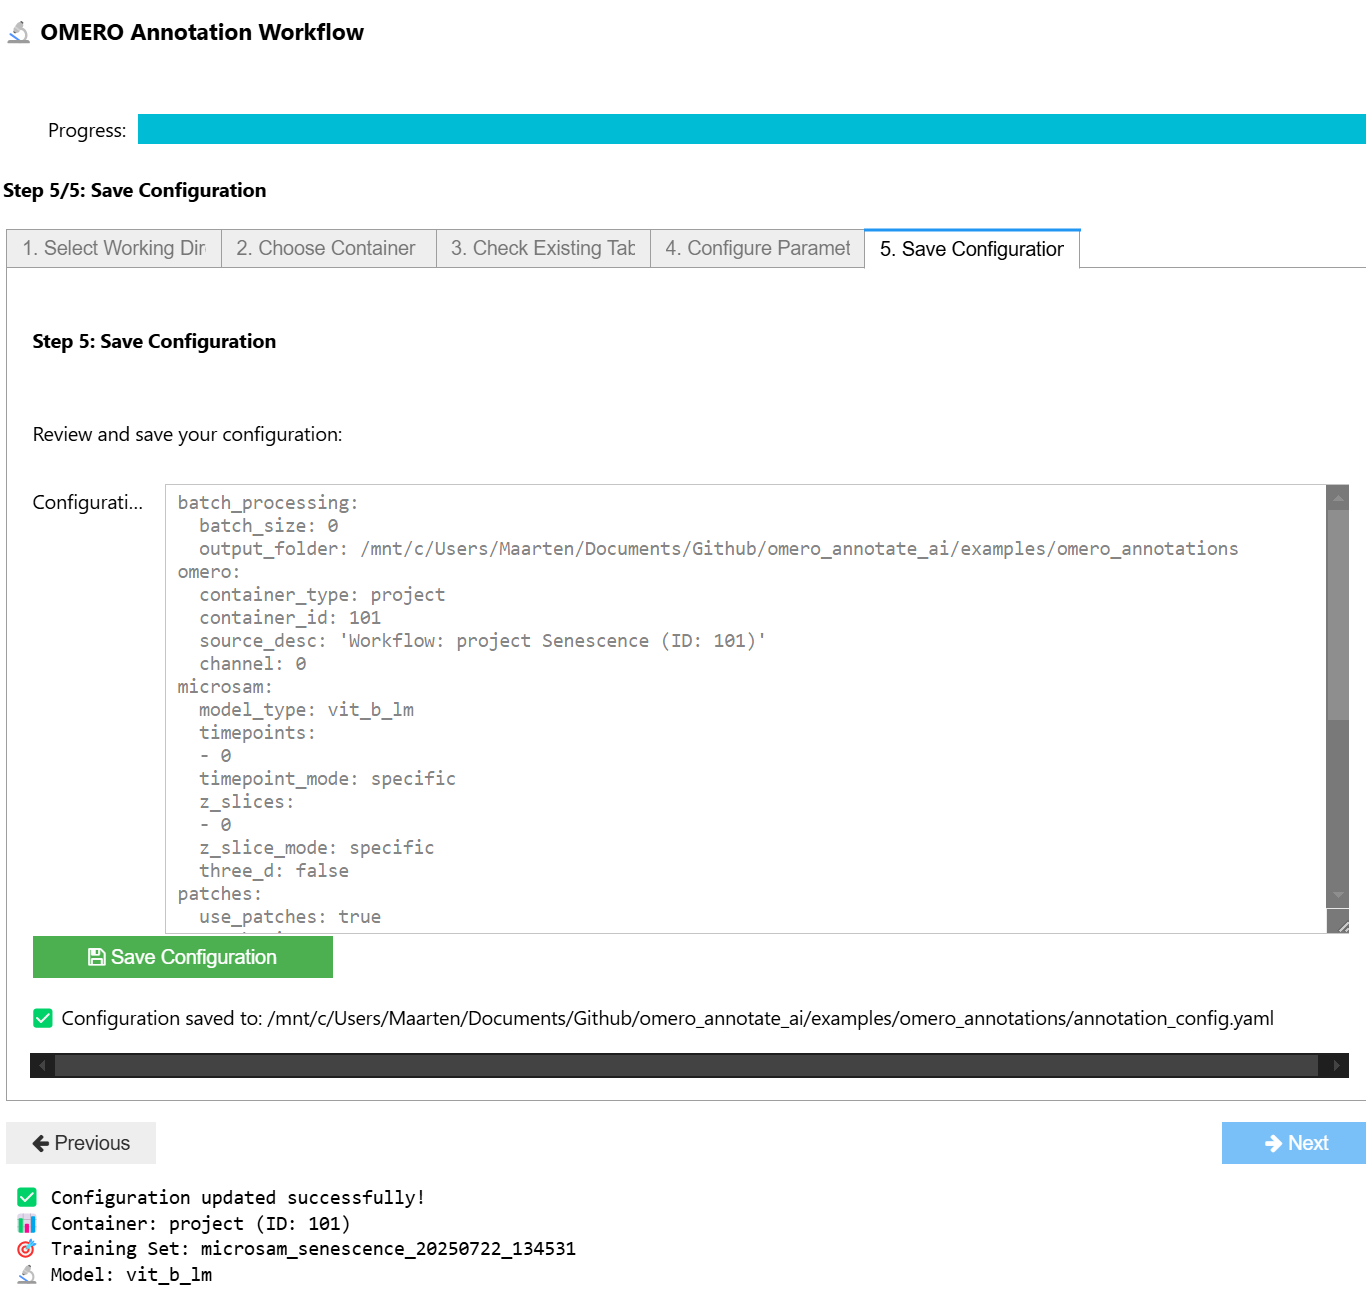 OMERO Annotation Workflow
Progress:
Step 5/5: Save Configuration
1. Select Working Dir
2. Choose Container
3. Check Existing Tab
4. Configure Paramet
5. Save Configuration
Step 5: Save Configuration
Review and save your configuration:
Configurati...
batch_processing:
  batch_size: 0
  output_folder: /mnt/c/Users/Maarten/Documents/Github/omero_annotate_ai/examples/omero_annotations
omero:
  container_type: project
  container_id: 101
  source_desc: 'Workflow: project Senescence (ID: 101)'
  channel: 0
microsam:
  model_type: vit_b_lm
  timepoints:
  - 0
  timepoint_mode: specific
  z_slices:
  - 0
  z_slice_mode: specific
  three_d: false
patches:
  use_patches: true
Save Configuration
Configuration saved to: /mnt/c/Users/Maarten/Documents/Github/omero_annotate_ai/examples/omero_annotations/annotation_config.yaml
Previous
Next
Configuration updated successfully!
Container: project (ID: 101)
Training Set: microsam_senescence_20250722_134531
Model: vit_b_lm